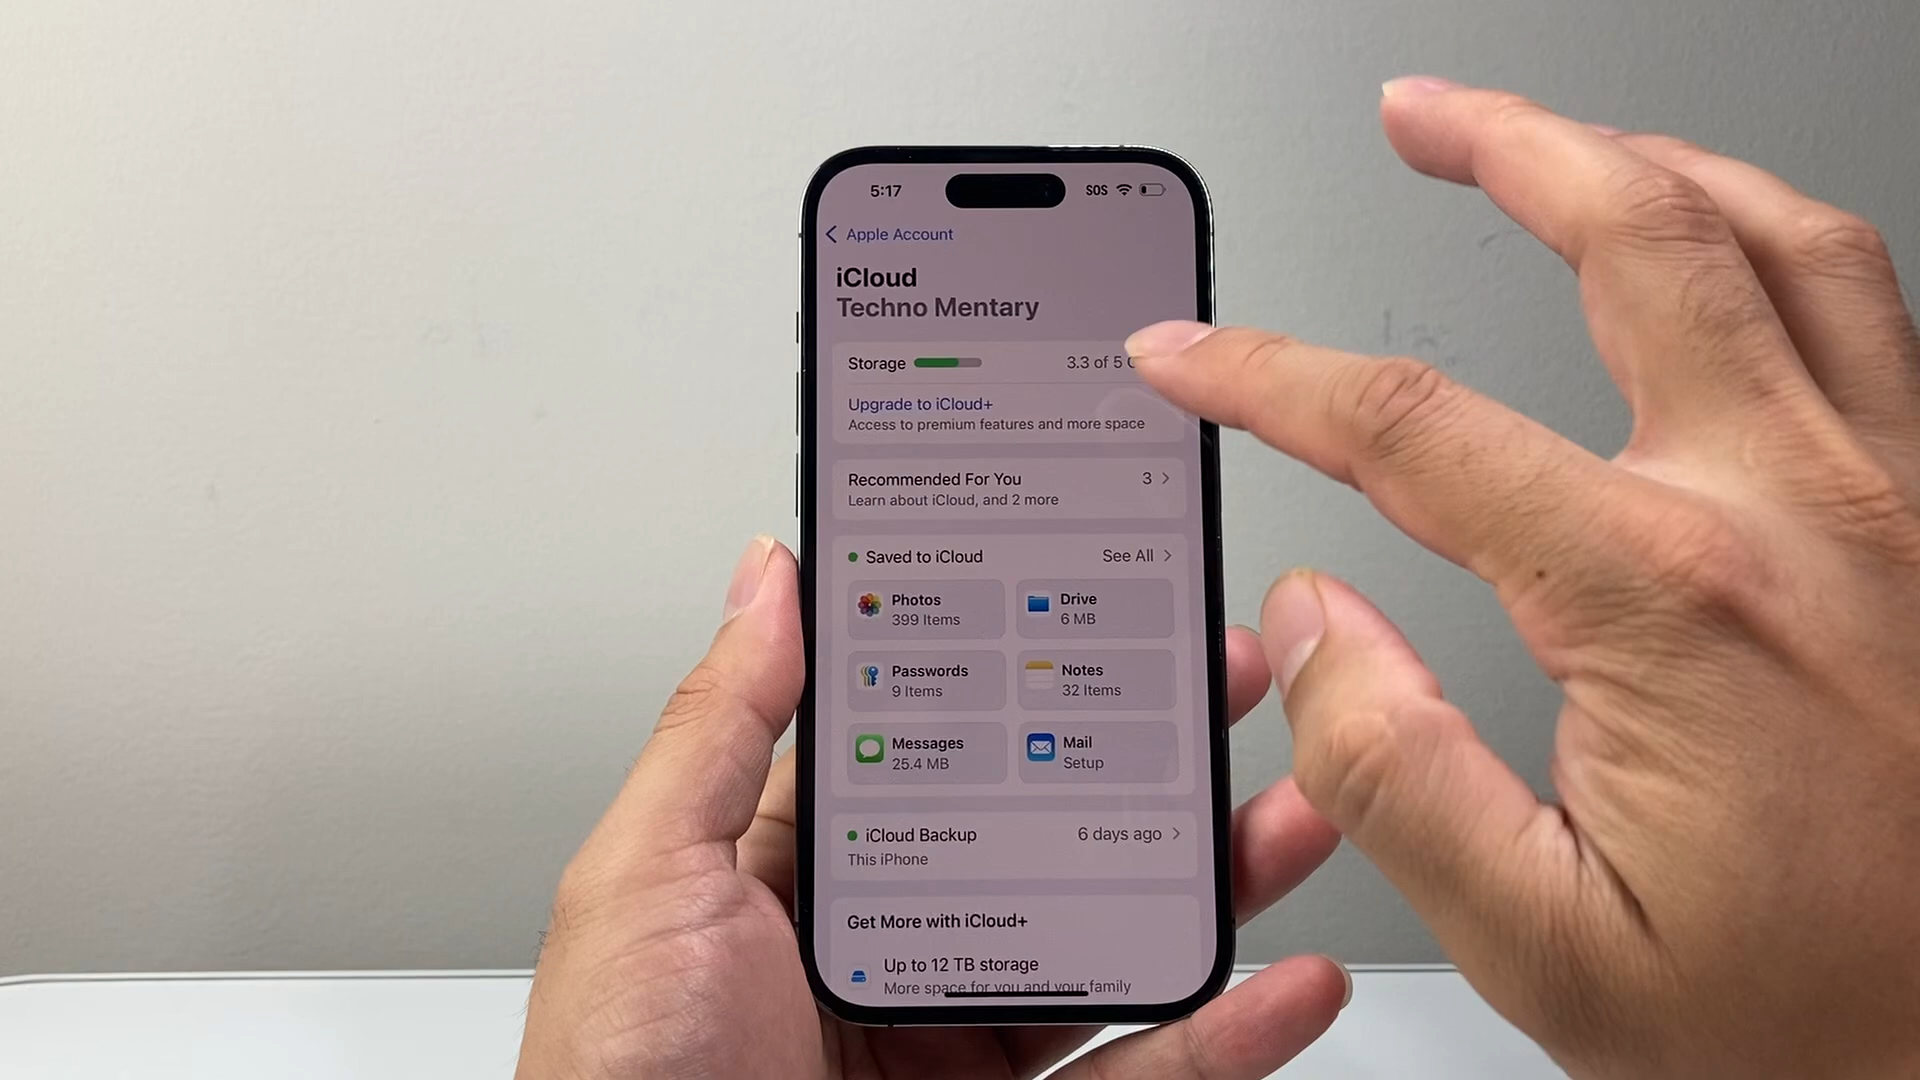 5:17
SOS
Apple Account
iCloud
Techno Mentary
Storage
3.3 of 5
Upgrade to iCloud+
Access to premium features and more space
Recommended For You
3
Learn about iCloud, and 2 more
Saved to iCloud
See All
Photos
399 Items
Drive
6 MB
Passwords
9 Items
Notes
32 Items
Messages
25.4 MB
Mail
Setup
iCloud Backup
6 days ago
This iPhone
Get More with iCloud+
Up to 12 TB storage
More space for you and your family